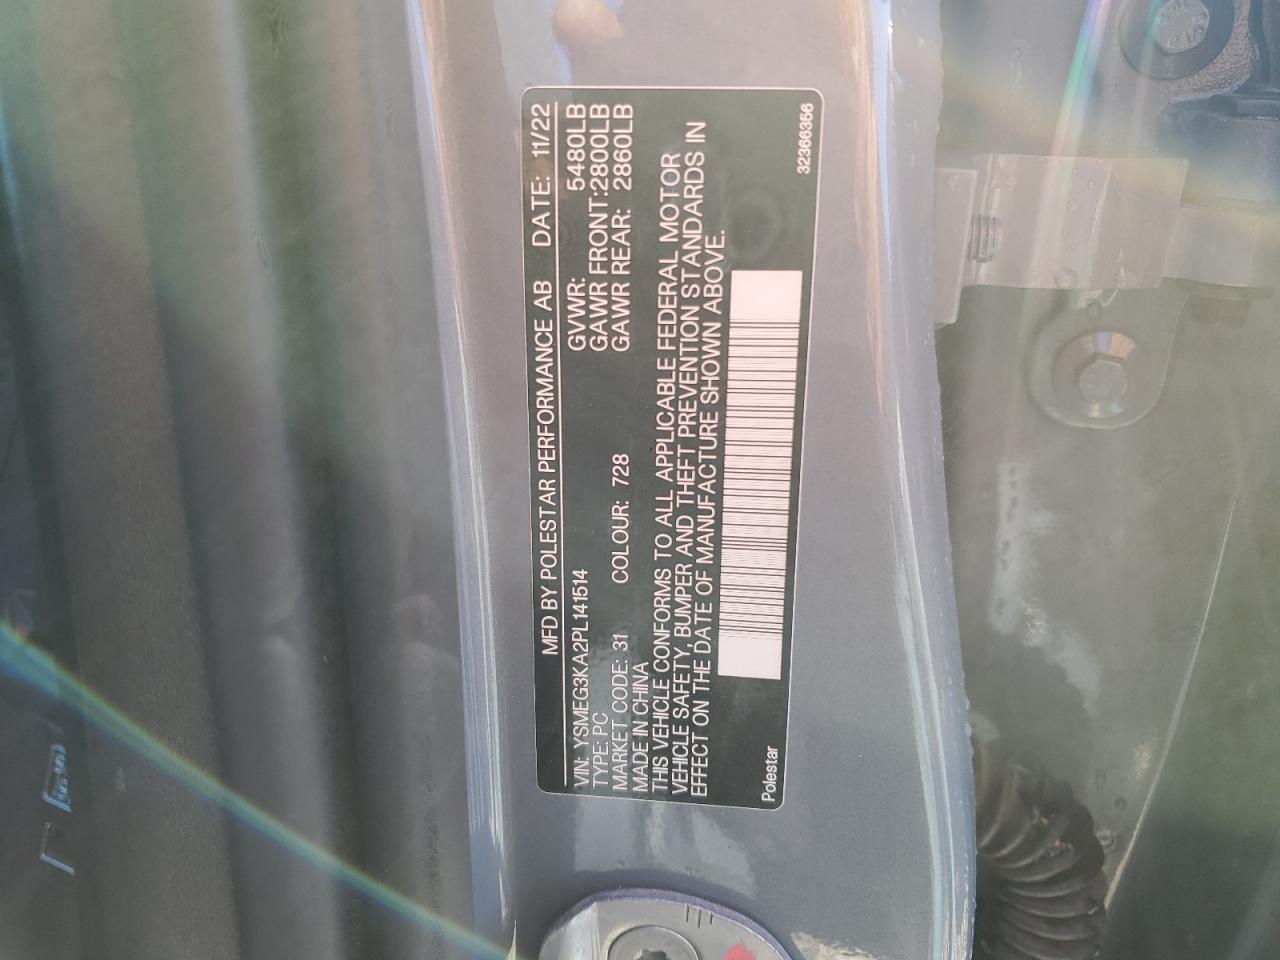 MFD BY POLESTAR PERFORMANCE AB DATE: 11/22
VIN: YSMEG3KA2PL141514 GVWR: 5480LB
TYPE: PC GAWR FRONT:2800LB
MARKET CODE: 31 COLOUR: 728 GAWR REAR: 2860LB
MADE IN CHINA
THIS VEHICLE CONFORMS TO ALL APPLICABLE FEDERAL MOTOR
VEHICLE SAFETY, BUMPER AND THEFT PREVENTION STANDARDS IN
EFFECT ON THE DATE OF MANUFACTURE SHOWN ABOVE.
Polestar
32366356